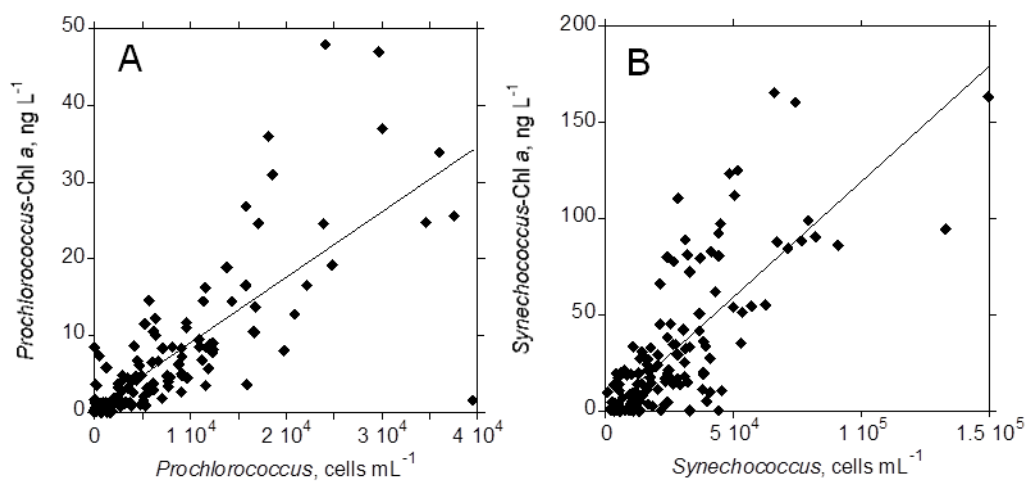 A
50
40
30
20
10
0
Prochlorococcus-Chl a, ng L⁻¹
0 1 10⁴ 2 10⁴ 3 10⁴ 4 10⁴
Prochlorococcus, cells mL⁻¹
B
200
150
100
50
0
Synechococcus-Chl a, ng L⁻¹
0 5 10⁴ 1 10⁵ 1.5 10⁵
Synechococcus, cells mL⁻¹